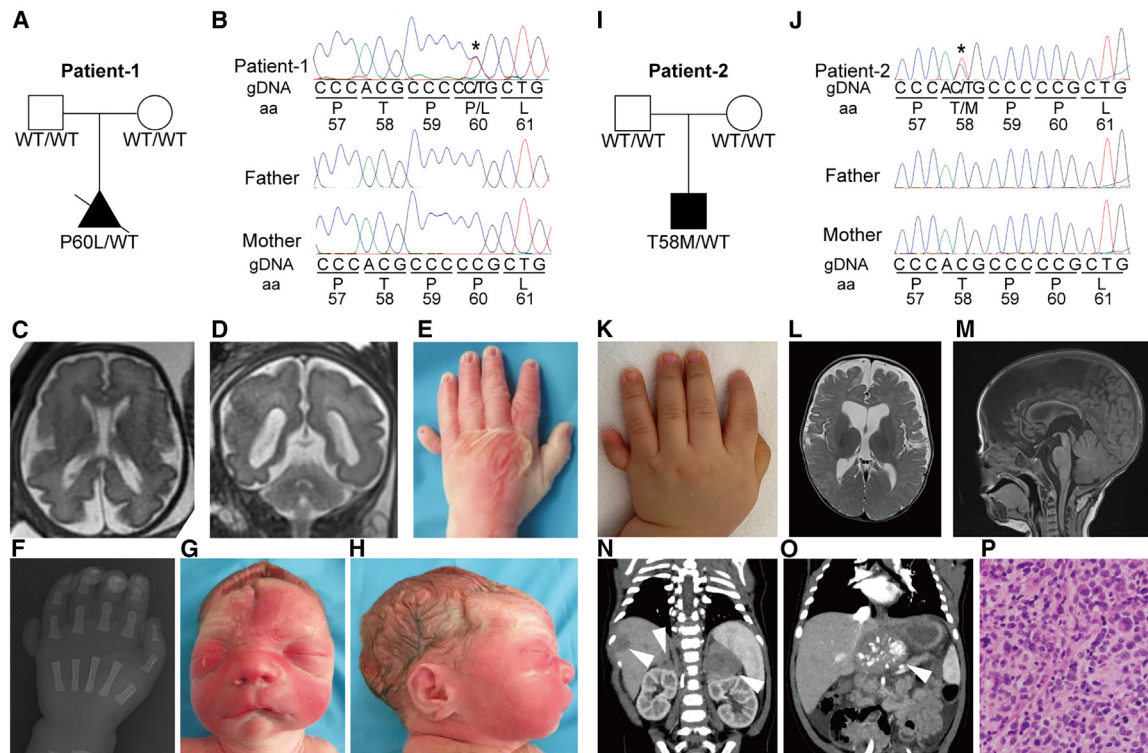 A
Patient-1
WT/WT WT/WT
P60L/WT
B
*
Patient-1
gDNA C C C A C G C C C C C/T G C T G
aa P T P P/L L
57 58 59 60 61
Father
Mother
gDNA C C C A C G C C C C C G C T G
aa P T P P L
57 58 59 60 61
I
Patient-2
WT/WT WT/WT
T58M/WT
J
*
Patient-2
gDNA C C C A C/T G C C C C C G C T G
aa P T/M P P L
57 58 59 60 61
Father
Mother
gDNA C C C A C G C C C C C G C T G
aa P T P P L
57 58 59 60 61
C D E K L M
F G H N O P